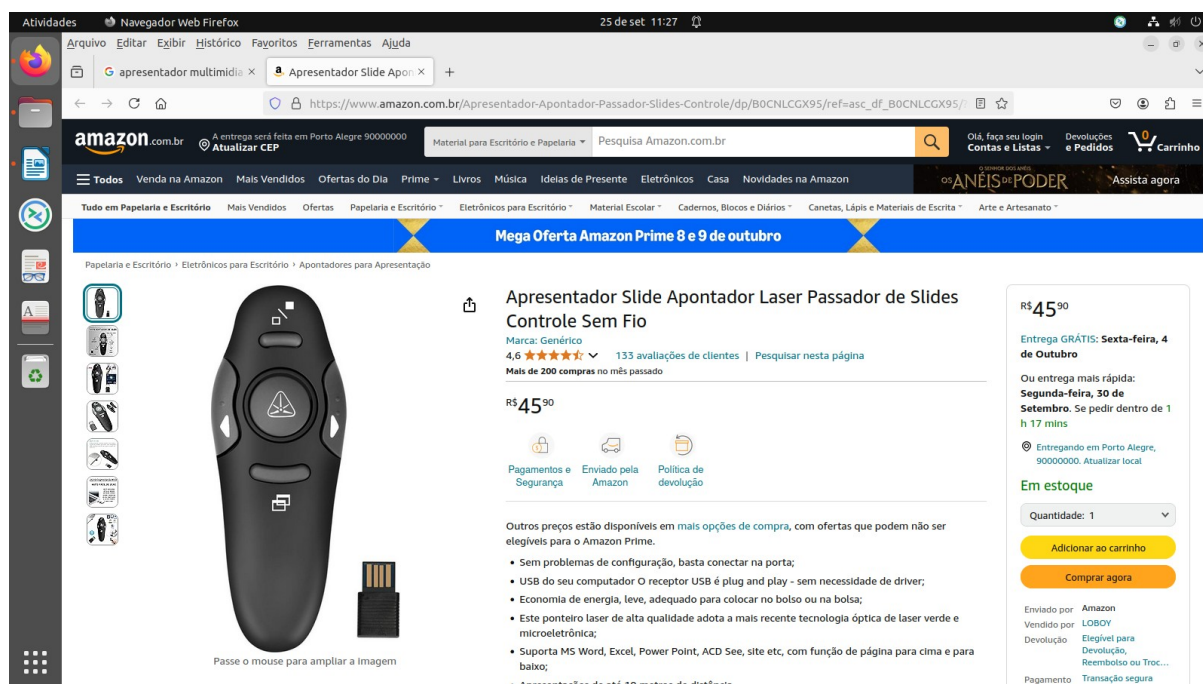 Atividades Navegador Web Firefox 25 de set 11:27
Arquivo Editar Exibir Histórico Favoritos Ferramentas Ajuda
apresentador multimidia Apresentador Slide Apon
https://www.amazon.com.br/Apresentador-Apontador-Passador-Slides-Controle/dp/B0CNLCGX95/ref=asc_df_B0CNLCGX95/
amazon.com.br
A entrega será feita em Porto Alegre 90000000
Atualizar CEP
Material para Escritório e Papelaria
Pesquisa Amazon.com.br
Olá, faça seu login
Contas e Listas
Devoluções
e Pedidos
0
Carrinho
Todos Venda na Amazon Mais Vendidos Ofertas do Dia Prime Livros Música Ideias de Presente Eletrônicos Casa Novidades na Amazon
O SENHOR DOS ANÉIS
OS ANÉIS DE PODER
Assista agora
Tudo em Papelaria e Escritório Mais Vendidos Ofertas Papelaria e Escritório Eletrônicos para Escritório Material Escolar Cadernos, Blocos e Diários Canetas, Lápis e Materiais de Escrita Arte e Artesanato
Mega Oferta Amazon Prime 8 e 9 de outubro
Papelaria e Escritório › Eletrônicos para Escritório › Apontadores para Apresentação
Passe o mouse para ampliar a imagem
Apresentador Slide Apontador Laser Passador de Slides
Controle Sem Fio
Marca: Genérico
4,6 133 avaliações de clientes | Pesquisar nesta página
Mais de 200 compras no mês passado
R$4590
Pagamentos e
Segurança
Enviado pela
Amazon
Política de
devolução
Outros preços estão disponíveis em mais opções de compra, com ofertas que podem não ser
elegíveis para o Amazon Prime.
• Sem problemas de configuração, basta conectar na porta;
• USB do seu computador O receptor USB é plug and play - sem necessidade de driver;
• Economia de energia, leve, adequado para colocar no bolso ou na bolsa;
• Este ponteiro laser de alta qualidade adota a mais recente tecnologia óptica de laser verde e
microeletrônica;
• Suporta MS Word, Excel, Power Point, ACD See, site etc, com função de página para cima e para
baixo;
R$4590
Entrega GRÁTIS: Sexta-feira, 4
de Outubro
Ou entrega mais rápida:
Segunda-feira, 30 de
Setembro. Se pedir dentro de 1
h 17 mins
Entregando em Porto Alegre,
90000000. Atualizar local
Em estoque
Quantidade: 1
Adicionar ao carrinho
Comprar agora
Enviado por Amazon
Vendido por LOBOY
Devolução Elegível para
Devolução,
Reembolso ou Troc...
Pagamento Transação segura